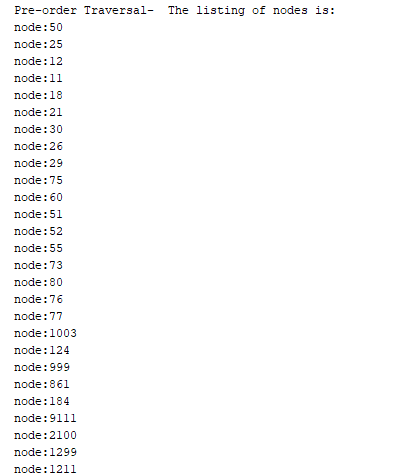 Pre-order Traversal-  The listing of nodes is:
node:50
node:25
node:12
node:11
node:18
node:21
node:30
node:26
node:29
node:75
node:60
node:51
node:52
node:55
node:73
node:80
node:76
node:77
node:1003
node:124
node:999
node:861
node:184
node:9111
node:2100
node:1299
node:1211